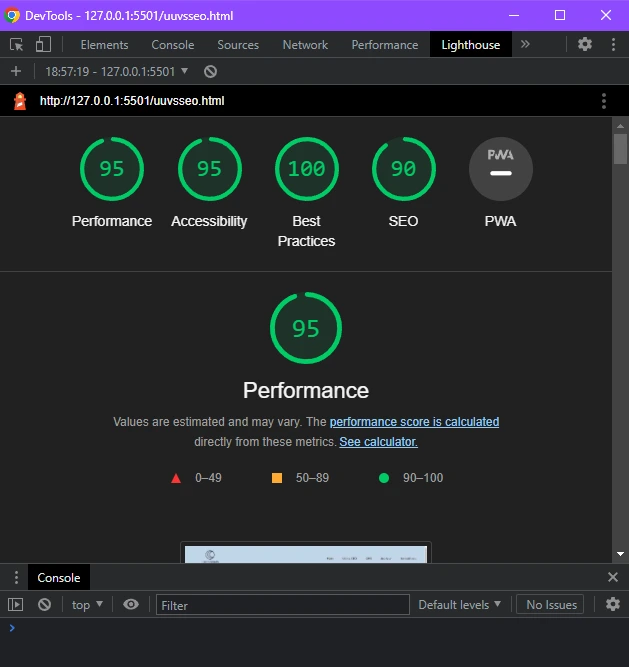 DevTools - 127.0.0.1:5501/uuvsseo.html
Elements Console Sources Network Performance Lighthouse »
18:57:19 - 127.0.0.1:5501
http://127.0.0.1:5501/uuvsseo.html
95 95 100 90 PWA
Performance Accessibility Best Practices SEO PWA
95
Performance
Values are estimated and may vary. The performance score is calculated
directly from these metrics. See calculator.
0–49 50–89 90–100
Console
top Filter Default levels No Issues